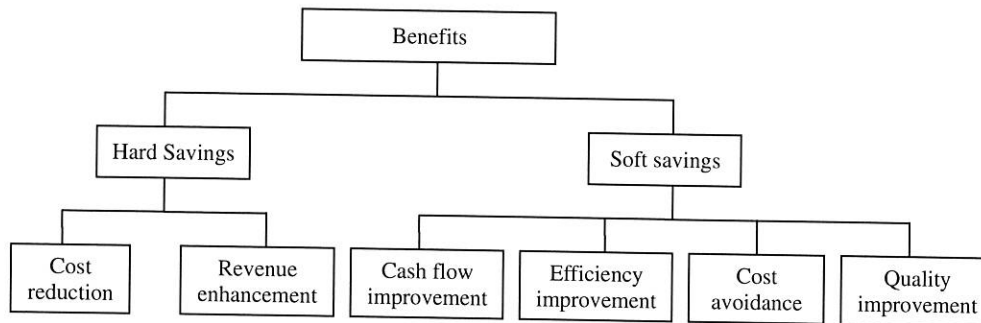 Benefits
Hard Savings
Soft savings
Cost
reduction
Revenue
enhancement
Cash flow
improvement
Efficiency
improvement
Cost
avoidance
Quality
improvement